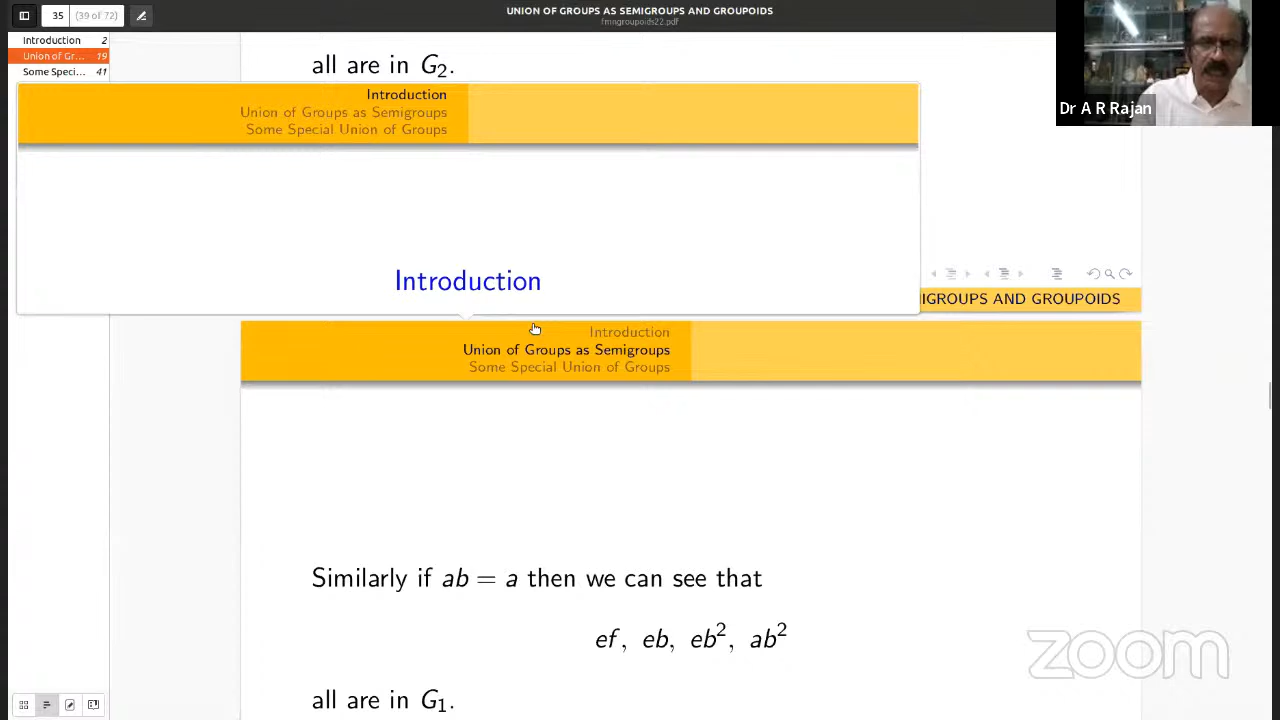 35 (39 of 72)
UNION OF GROUPS AS SEMIGROUPS AND GROUPOIDS
fmngroupoids22.pdf
Introduction 2
Union of Gr... 19
Some Speci... 41
all are in G₂.
Dr A R Rajan
Introduction
Union of Groups as Semigroups
Some Special Union of Groups
Introduction
IGROUPS AND GROUPOIDS
Introduction
Union of Groups as Semigroups
Some Special Union of Groups
Similarly if ab = a then we can see that
ef, eb, eb², ab²
all are in G₁.
zoom